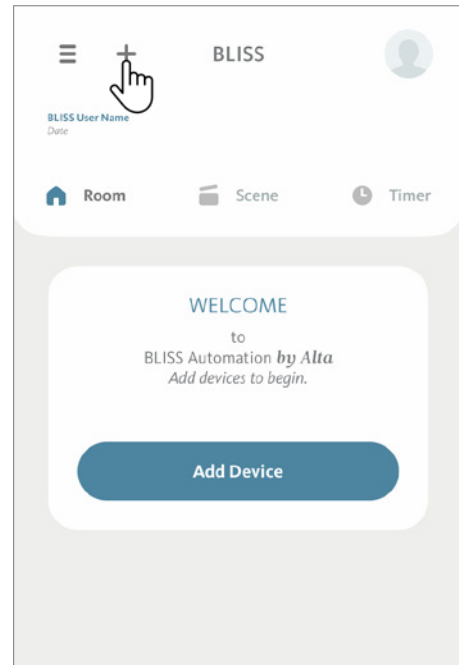 BLISS
BLISS User Name
Date
Room
Scene
Timer
WELCOME
to
BLISS Automation by Alta
Add devices to begin.
Add Device